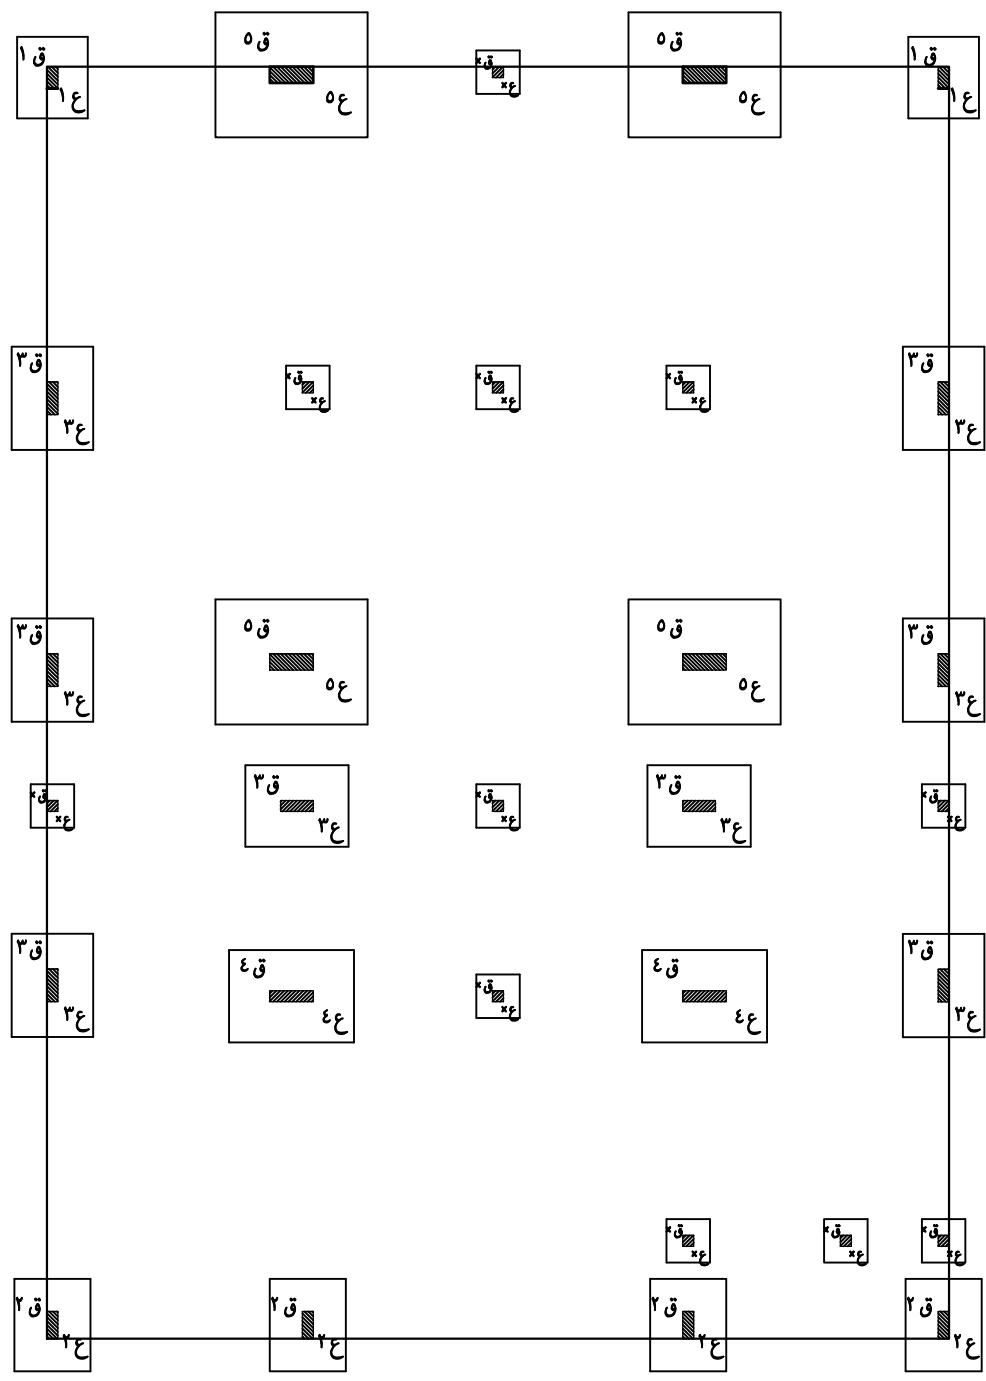 ق١
ع١
ق٥
ع٥
ق×
ع×
ق٥
ع٥
ق١
ع١
ق٣
ع٣
ق×
ع×
ق×
ع×
ق×
ع×
ق٣
ع٣
ق٣
ع٣
ق٥
ع٥
ق٥
ع٥
ق٣
ع٣
ق×
ع×
ق٣
ع٣
ق×
ع×
ق٣
ع٣
ق×
ع×
ق٣
ع٣
ق٤
ع٤
ق×
ع×
ق٤
ع٤
ق٣
ع٣
ق×
ع×
ق×
ع×
ق×
ع×
ق٢
ع٢
ق٢
ع٢
ق٢
ع٢
ق٢
ع٢